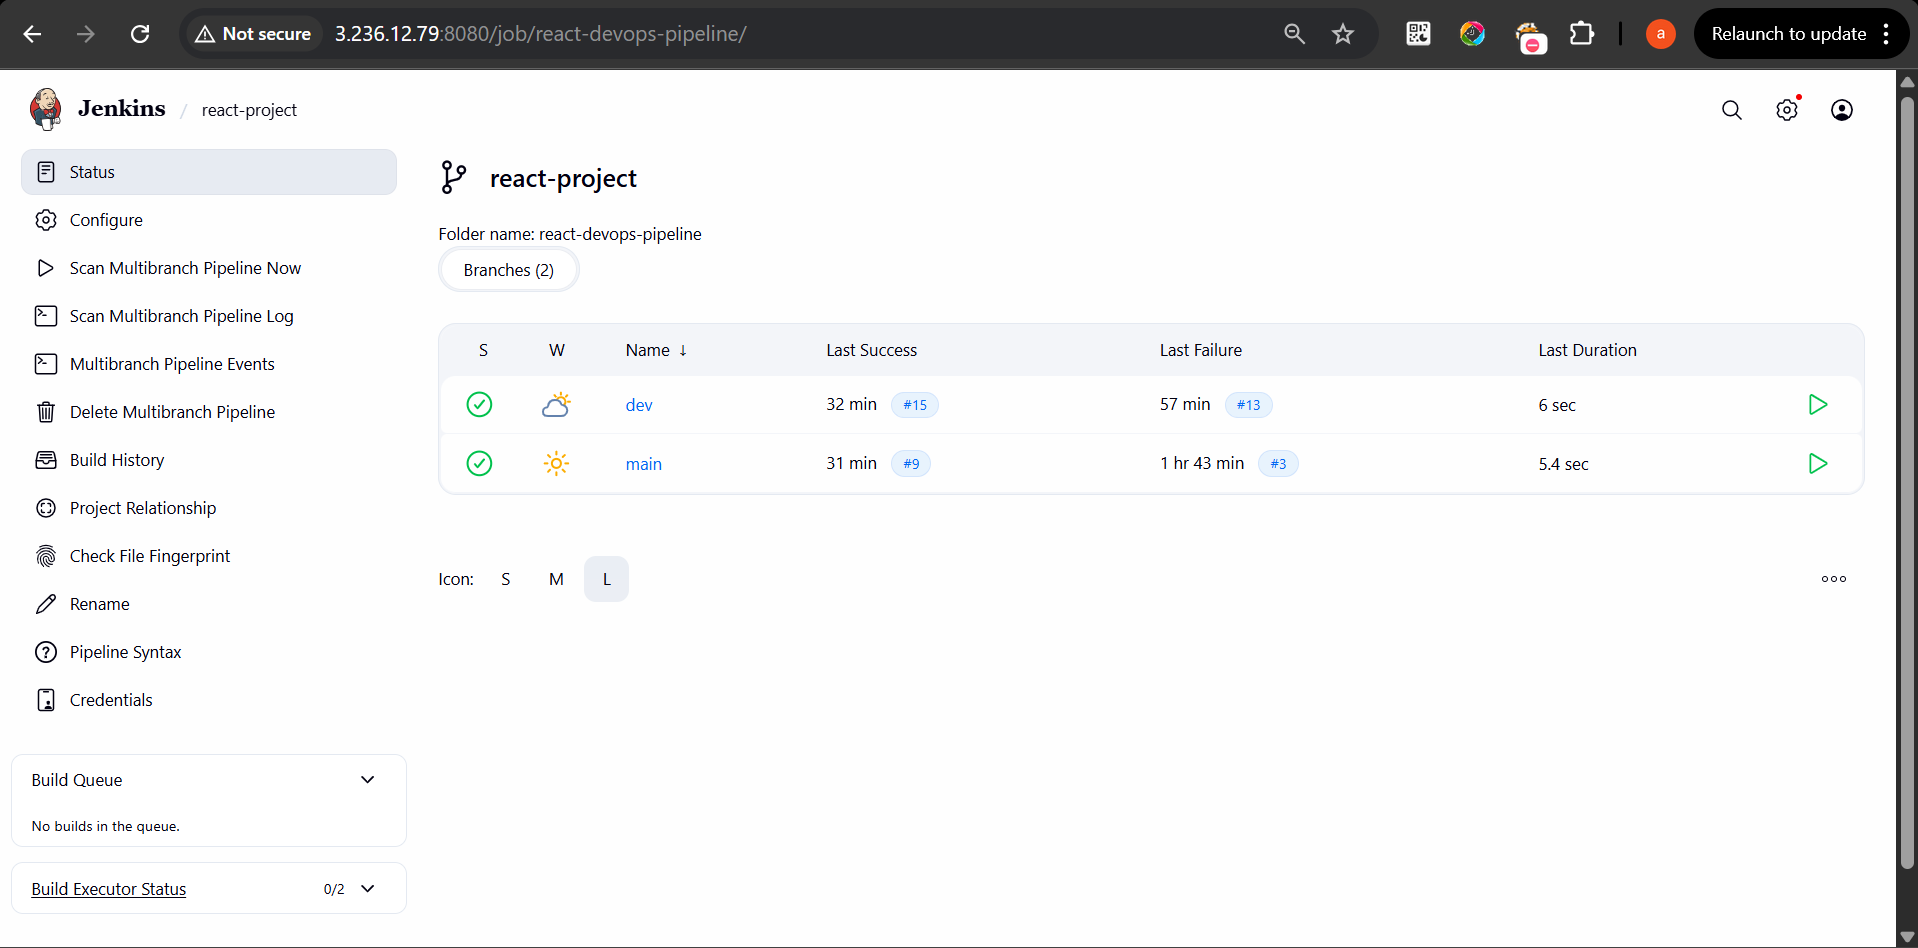 Not secure 3.236.12.79:8080/job/react-devops-pipeline/ a Relaunch to update
Jenkins / react-project
Status
Configure
Scan Multibranch Pipeline Now
Scan Multibranch Pipeline Log
Multibranch Pipeline Events
Delete Multibranch Pipeline
Build History
Project Relationship
Check File Fingerprint
Rename
Pipeline Syntax
Credentials
Build Queue
No builds in the queue.
Build Executor Status 0/2
react-project
Folder name: react-devops-pipeline
Branches (2)
S W Name ↓ Last Success Last Failure Last Duration
dev 32 min #15 57 min #13 6 sec
main 31 min #9 1 hr 43 min #3 5.4 sec
Icon: S M L